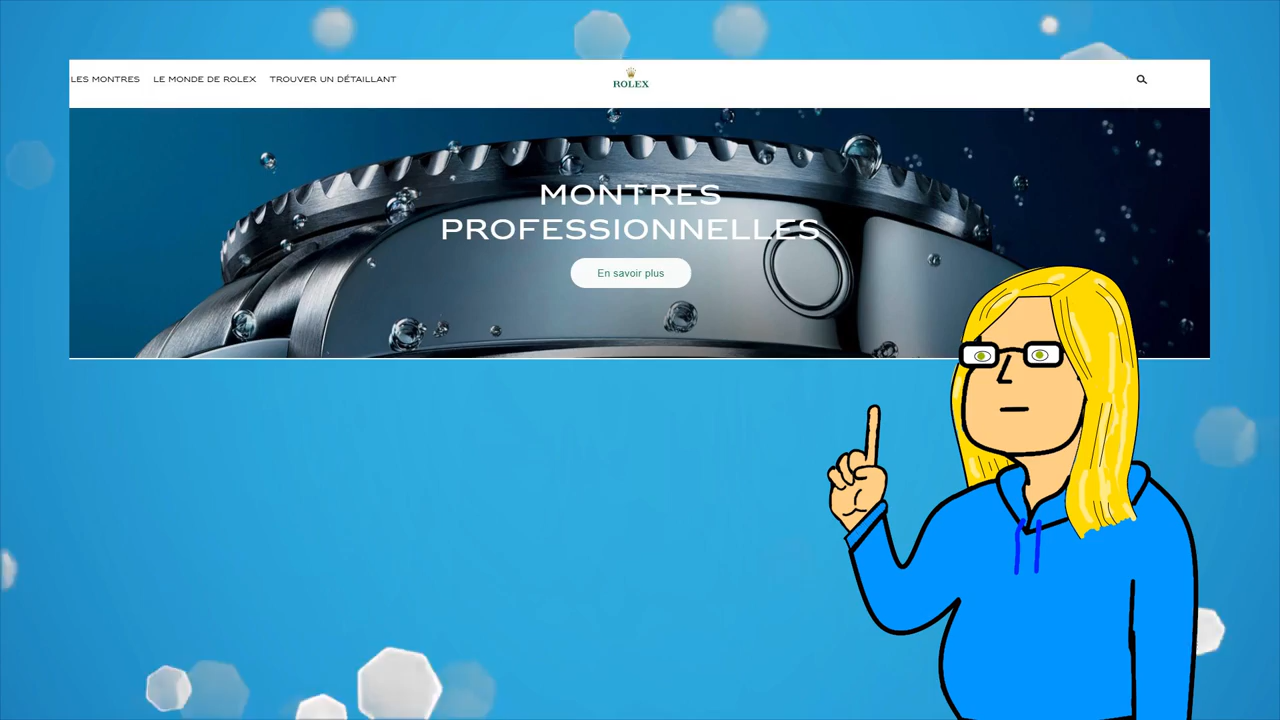 LES MONTRES LE MONDE DE ROLEX TROUVER UN DÉTAILLANT
ROLEX
MONTRES
PROFESSIONNELLES
En savoir plus